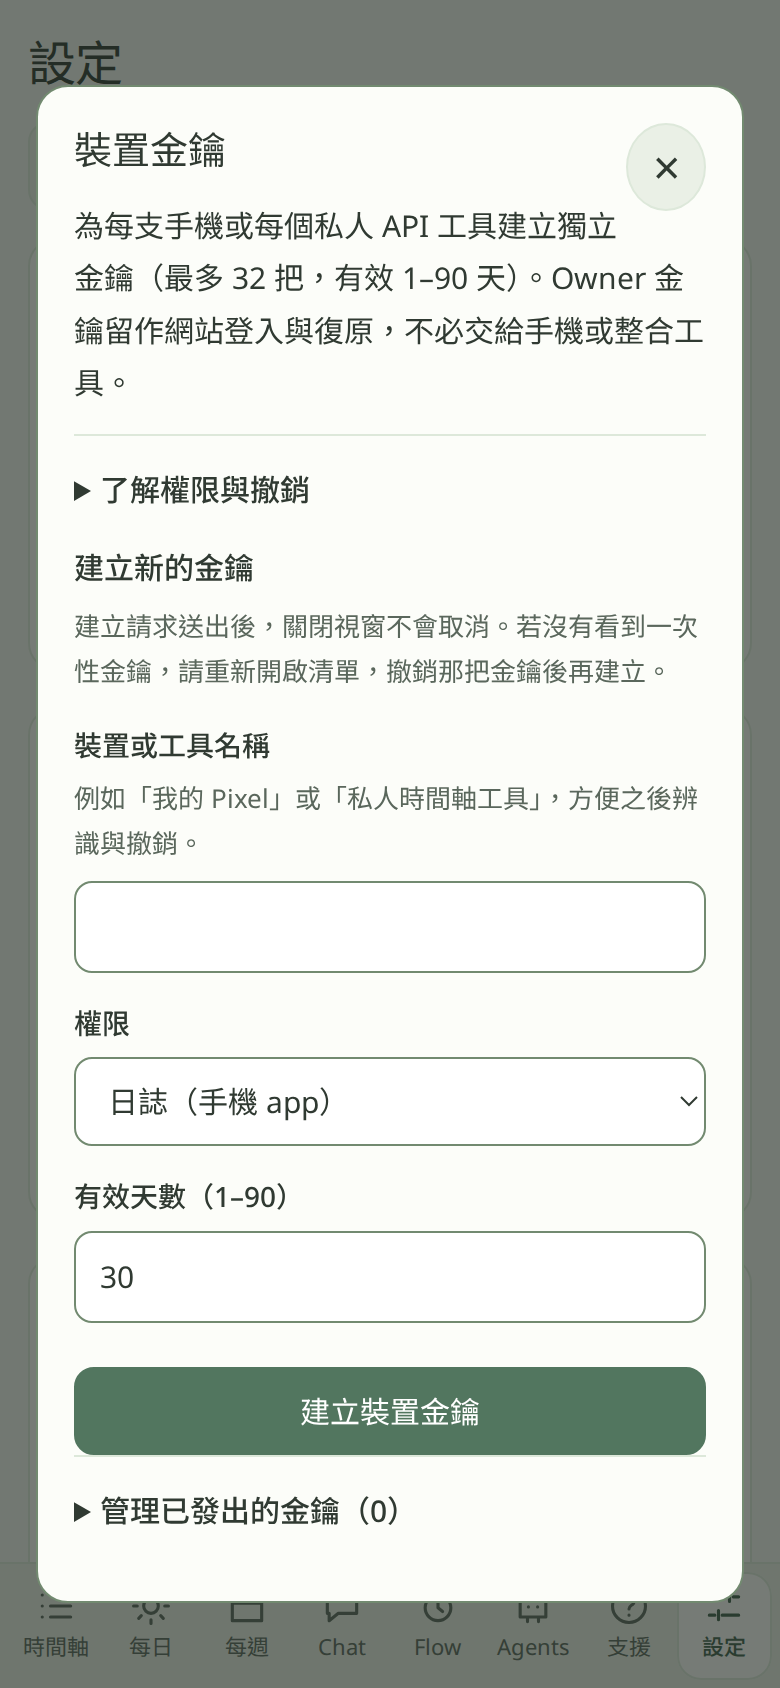 設定
裝置金鑰
×
為每支手機或每個私人 API 工具建立獨立
金鑰（最多 32 把，有效 1–90 天）。Owner 金
鑰留作網站登入與復原，不必交給手機或整合工
具。
▶ 了解權限與撤銷
建立新的金鑰
建立請求送出後，關閉視窗不會取消。若沒有看到一次
性金鑰，請重新開啟清單，撤銷那把金鑰後再建立。
裝置或工具名稱
例如「我的 Pixel」或「私人時間軸工具」，方便之後辨
識與撤銷。
權限
日誌（手機 app）
有效天數（1–90）
30
建立裝置金鑰
▶ 管理已發出的金鑰（0）
時間軸 每日 每週 Chat Flow Agents 支援 設定